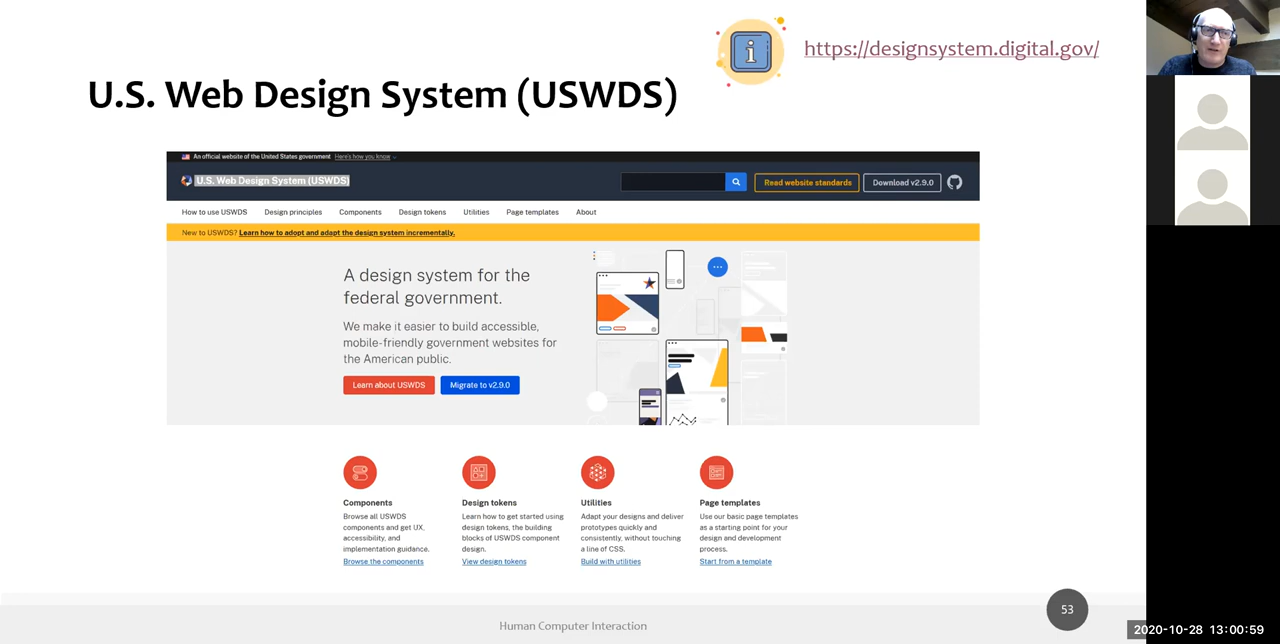 https://designsystem.digital.gov/
U.S. Web Design System (USWDS)
An official website of the United States government Here's how you know
U.S. Web Design System (USWDS)
Read website standards
Download v2.9.0
How to use USWDS Design principles Components Design tokens Utilities Page templates About
New to USWDS? Learn how to adopt and adapt the design system incrementally.
A design system for the
federal government.
We make it easier to build accessible,
mobile-friendly government websites for
the American public.
Learn about USWDS
Migrate to v2.9.0
Components
Browse all USWDS
components and get UX,
accessibility, and
implementation guidance.
Browse the components
Design tokens
Learn how to get started using
design tokens, the building
blocks of USWDS component
design.
View design tokens
Utilities
Adapt your designs and deliver
prototypes quickly and
consistently, without touching
a line of CSS.
Build with utilities
Page templates
Use our basic page templates
as a starting point for your
design and development
process.
Start from a template
Human Computer Interaction
53
2020-10-28 13:00:59